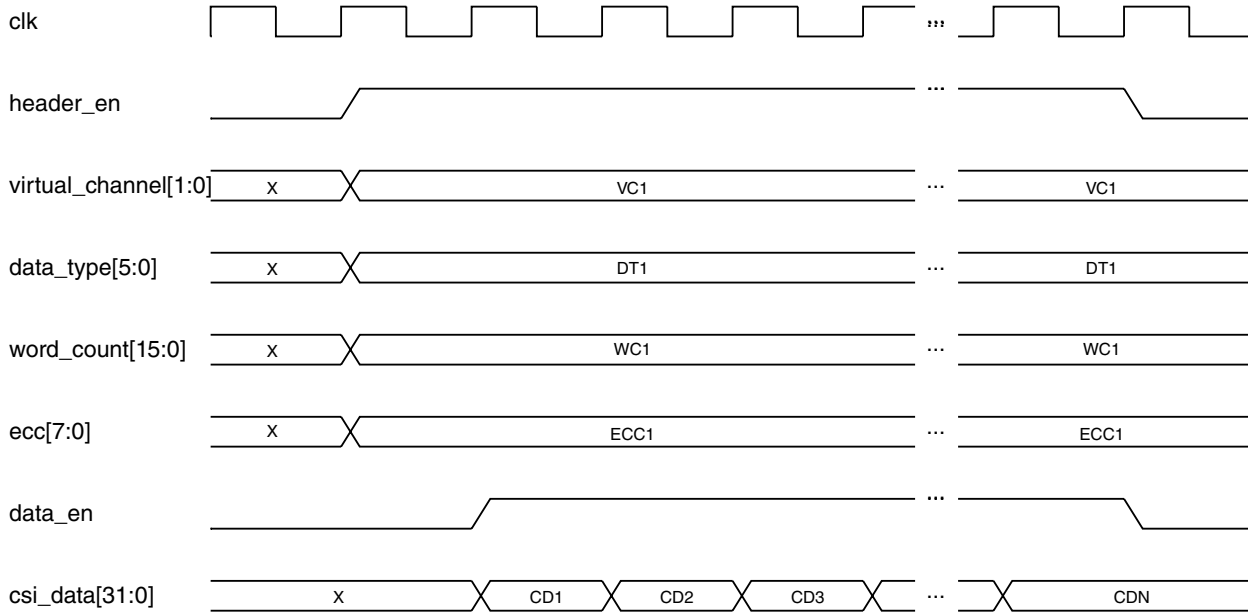 clk ...
header_en ...
virtual_channel[1:0] X VC1 ... VC1
data_type[5:0] X DT1 ... DT1
word_count[15:0] X WC1 ... WC1
ecc[7:0] X ECC1 ... ECC1
data_en ...
csi_data[31:0] X CD1 CD2 CD3 ... CDN